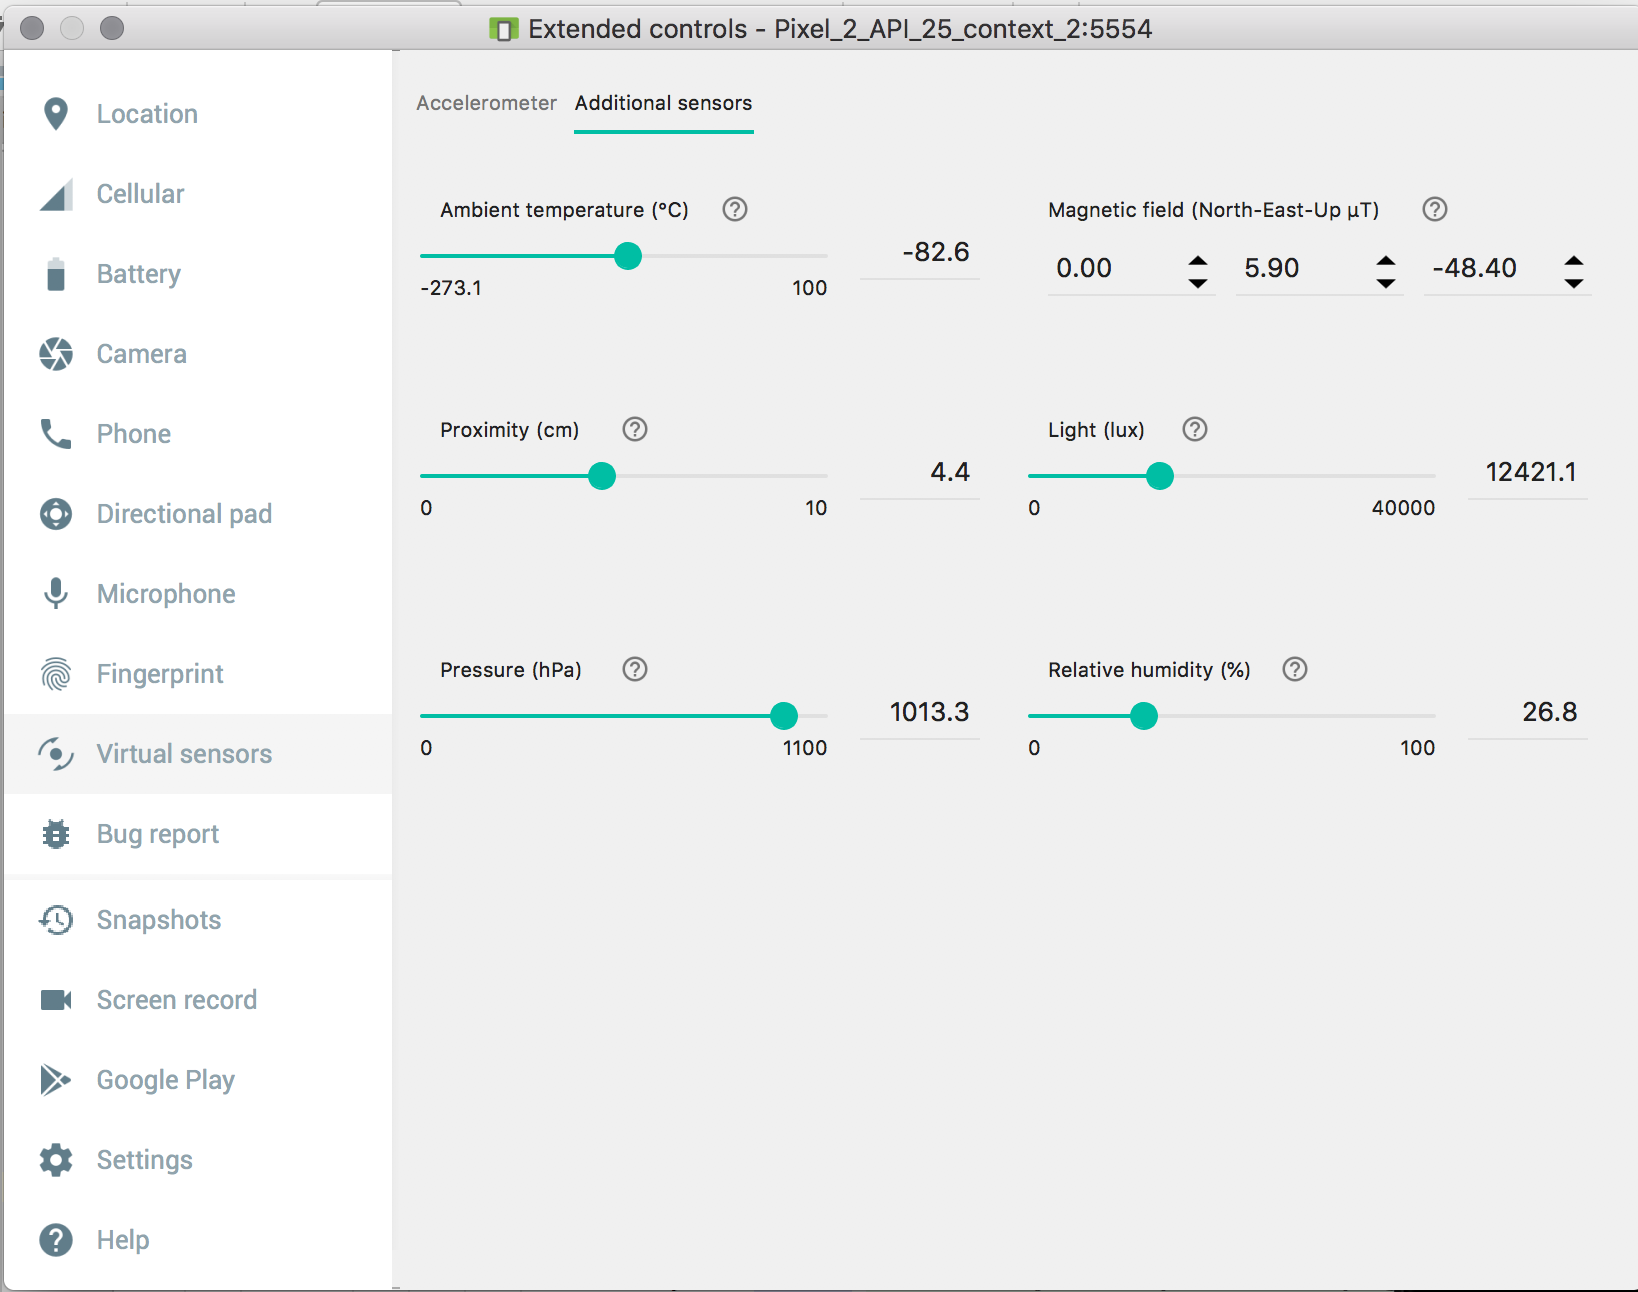 Extended controls - Pixel_2_API_25_context_2:5554
Location
Cellular
Battery
Camera
Phone
Directional pad
Microphone
Fingerprint
Virtual sensors
Bug report
Snapshots
Screen record
Google Play
Settings
Help
Accelerometer Additional sensors
Ambient temperature (°C)
-82.6
-273.1 100
Magnetic field (North-East-Up µT)
0.00 5.90 -48.40
Proximity (cm)
4.4
0 10
Light (lux)
12421.1
0 40000
Pressure (hPa)
1013.3
0 1100
Relative humidity (%)
26.8
0 100